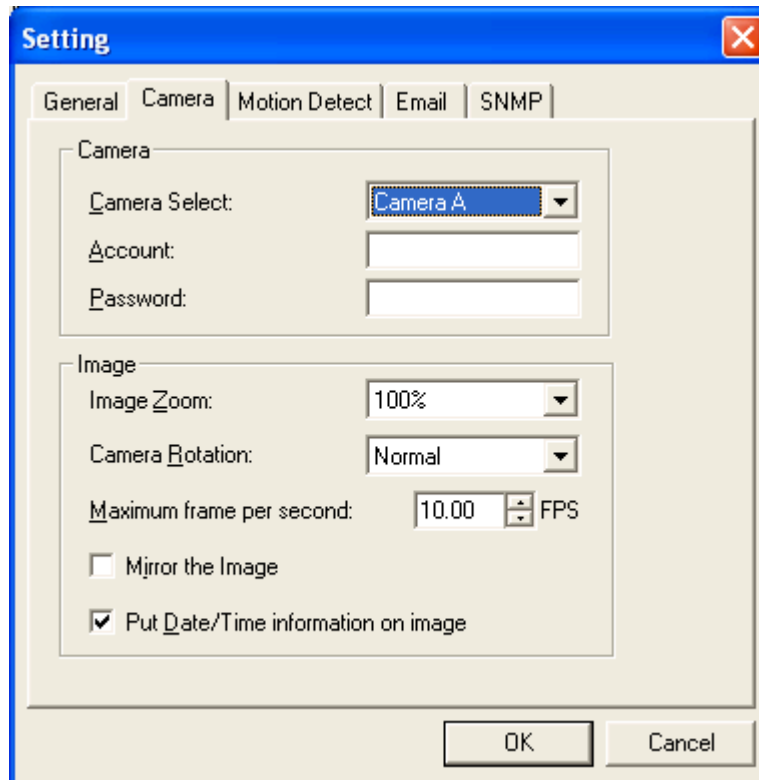 Setting
General Camera Motion Detect Email SNMP
Camera
Camera Select: Camera A
Account:
Password:
Image
Image Zoom: 100%
Camera Rotation: Normal
Maximum frame per second: 10.00 FPS
Mirror the Image
Put Date/Time information on image
OK Cancel